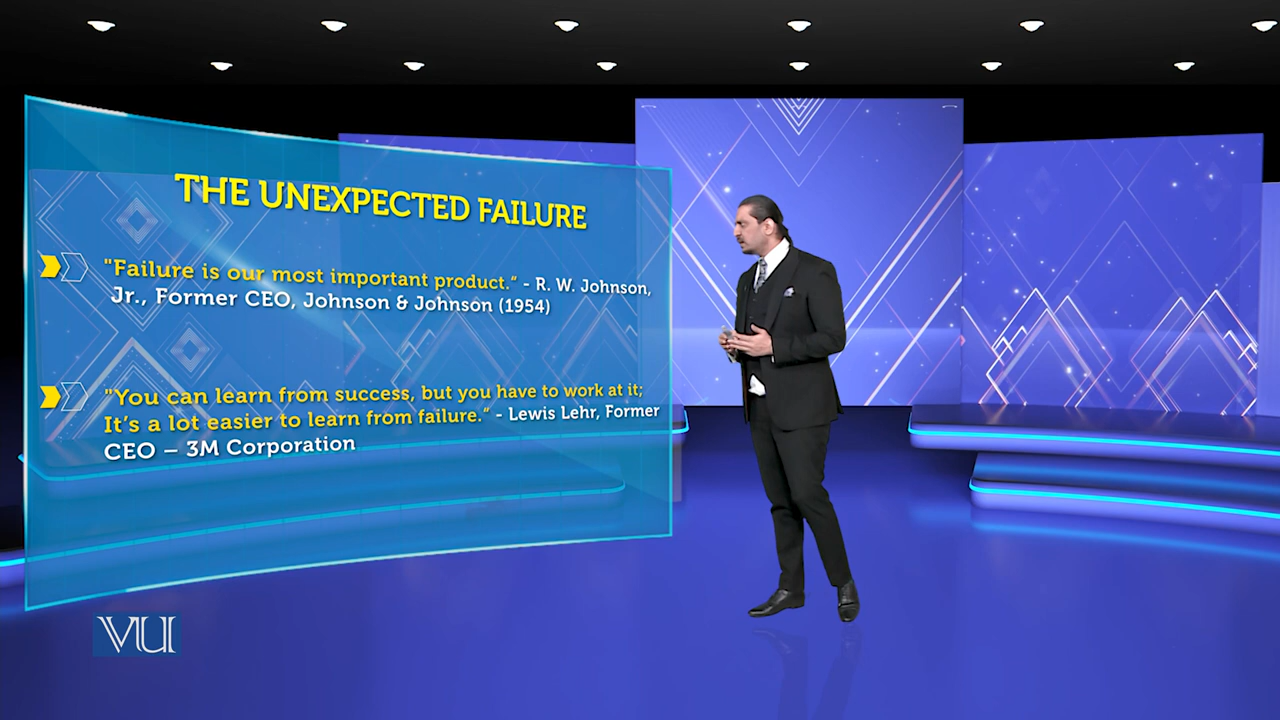 THE UNEXPECTED FAILURE
"Failure is our most important product.” - R. W. Johnson,
Jr., Former CEO, Johnson & Johnson (1954)
"You can learn from success, but you have to work at it;
It’s a lot easier to learn from failure.” - Lewis Lehr, Former
CEO – 3M Corporation
VU